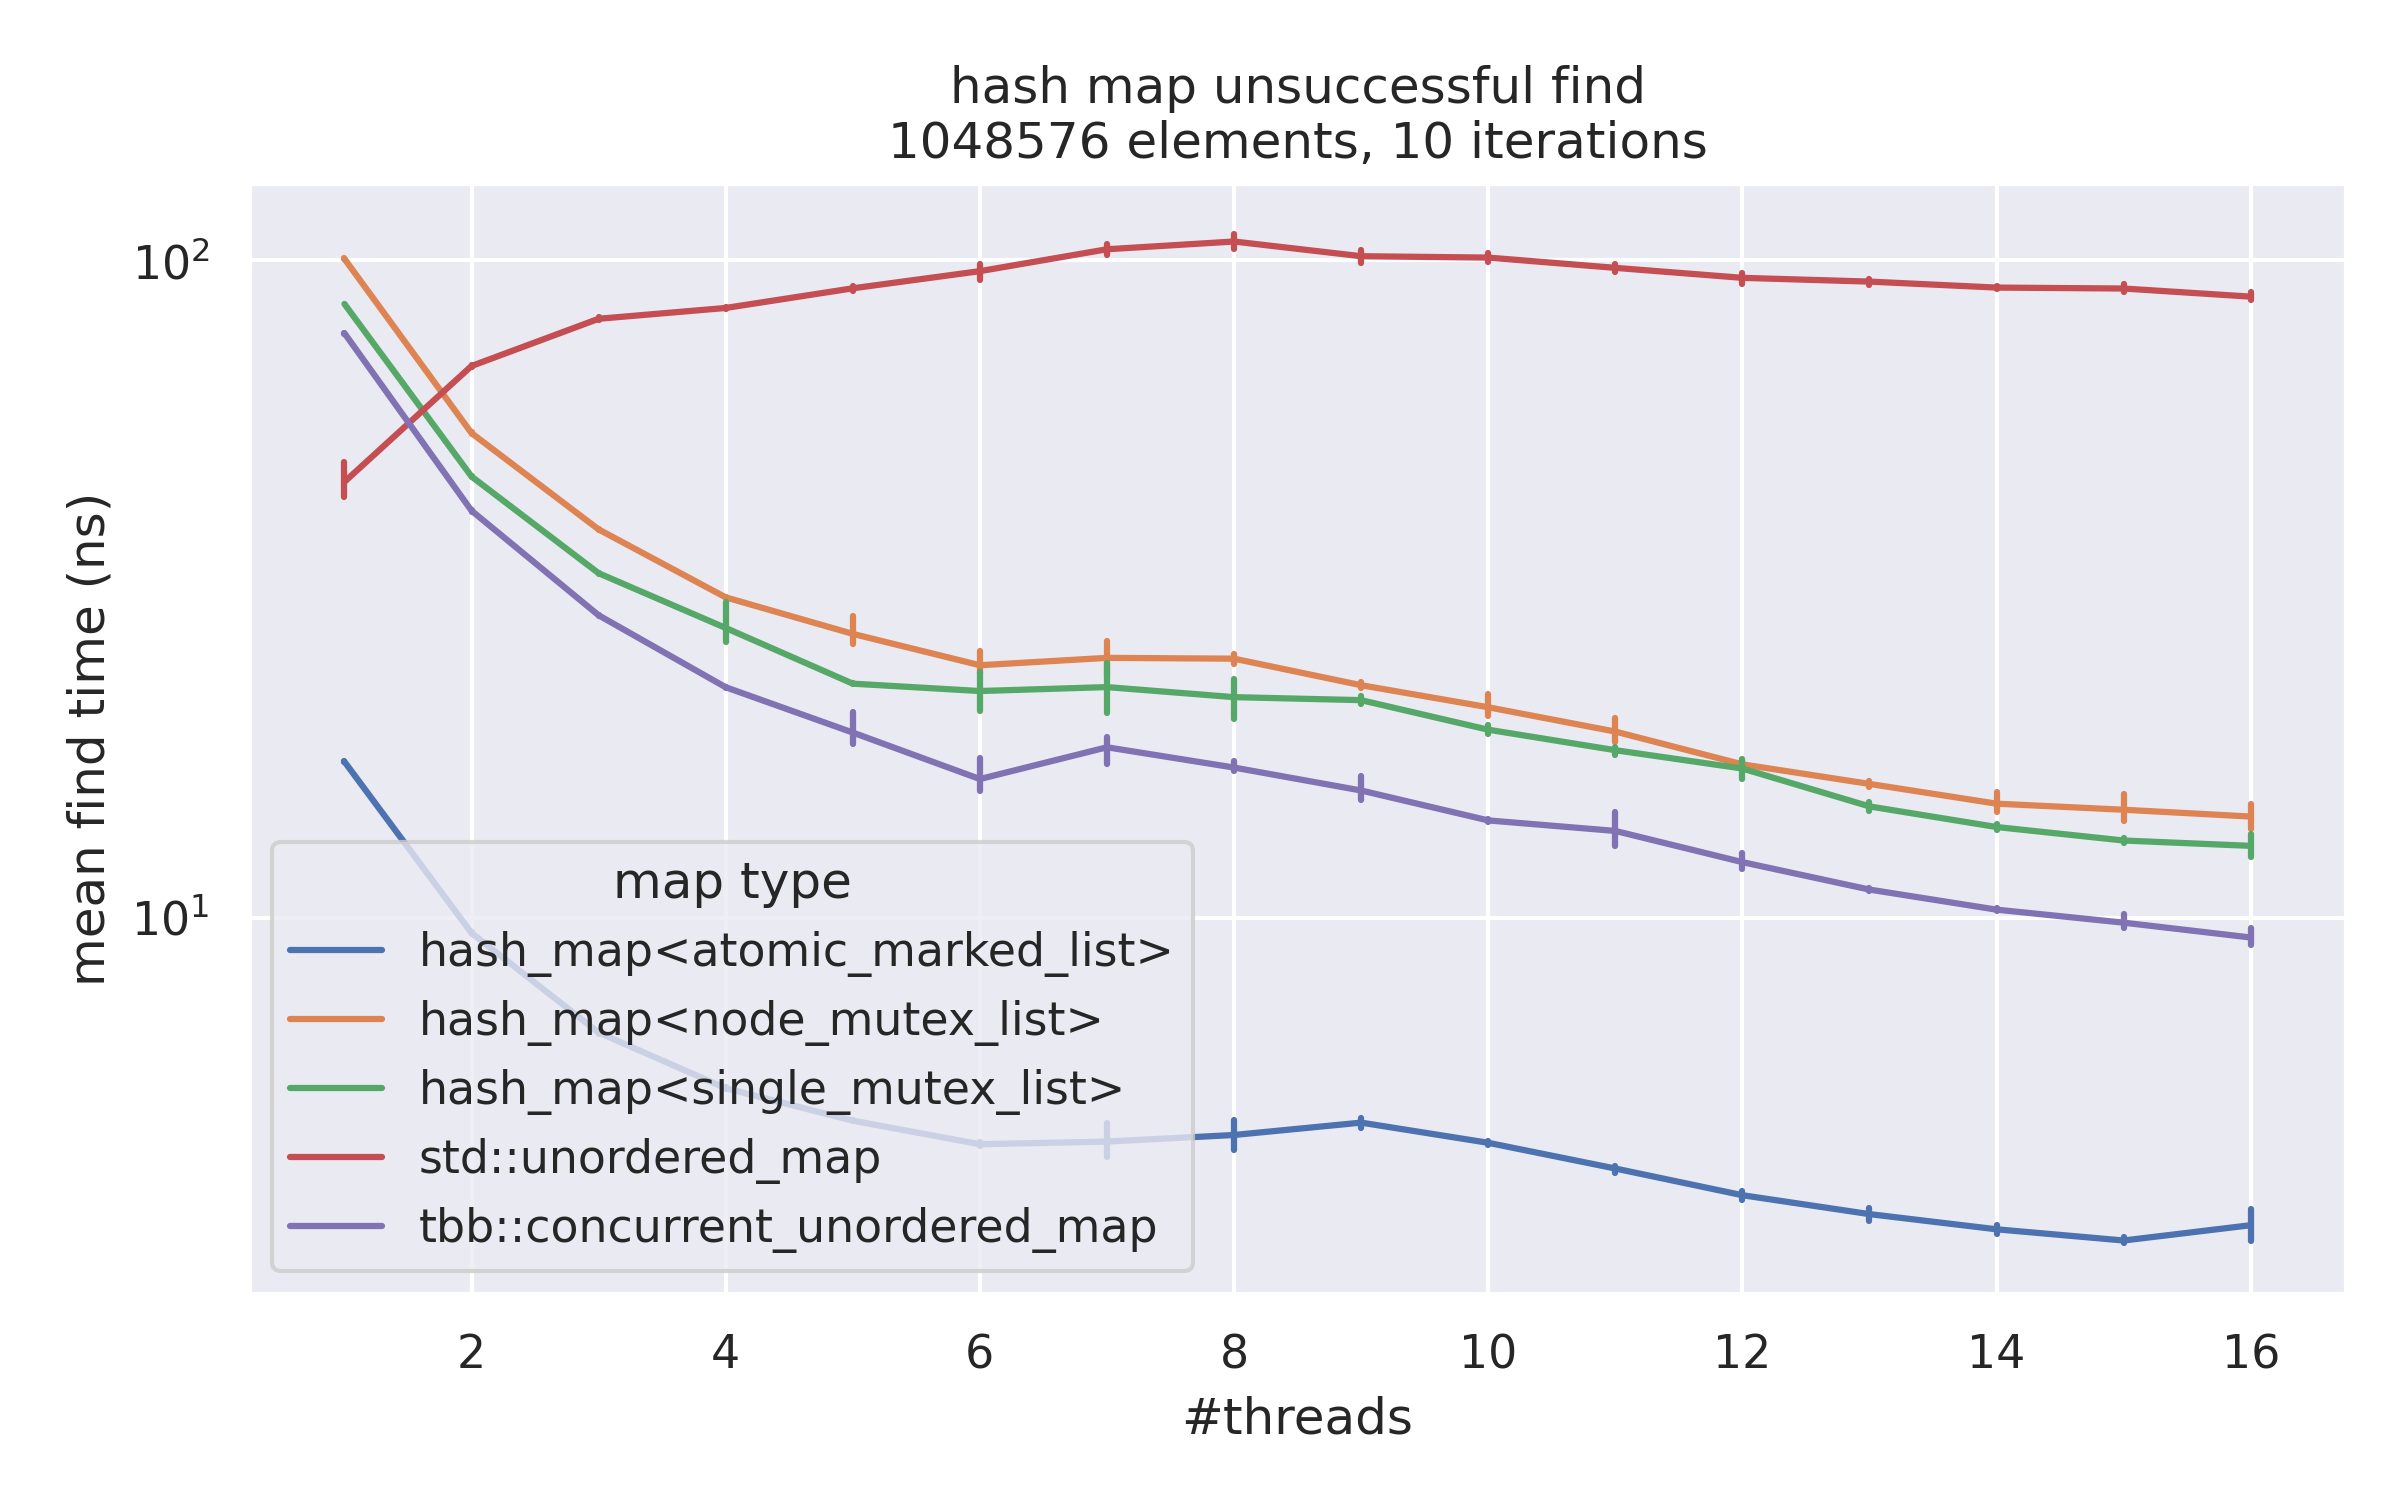 hash map unsuccessful find
1048576 elements, 10 iterations
mean find time (ns)
10²
10¹
map type
hash_map<atomic_marked_list>
hash_map<node_mutex_list>
hash_map<single_mutex_list>
std::unordered_map
tbb::concurrent_unordered_map
2 4 6 8 10 12 14 16
#threads